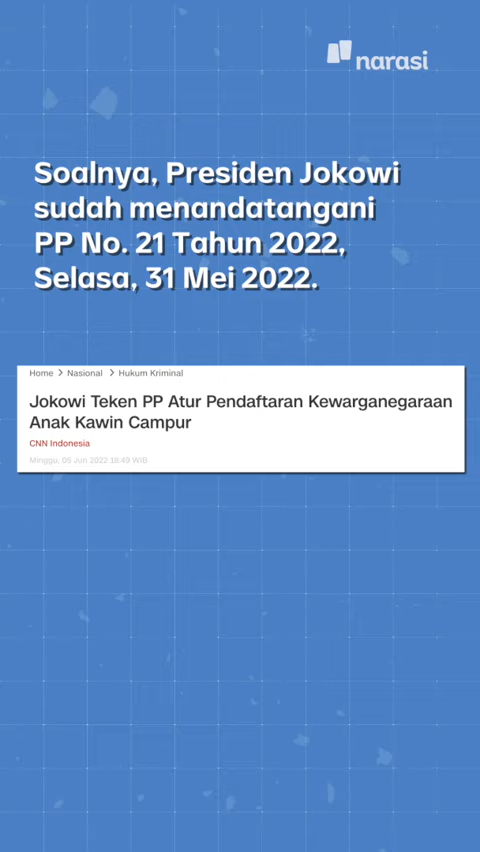 narasi
Soalnya, Presiden Jokowi
sudah menandatangani
PP No. 21 Tahun 2022,
Selasa, 31 Mei 2022.
Home > Nasional > Hukum Kriminal
Jokowi Teken PP Atur Pendaftaran Kewarganegaraan
Anak Kawin Campur
CNN Indonesia
Minggu, 05 Jun 2022 18:49 WIB